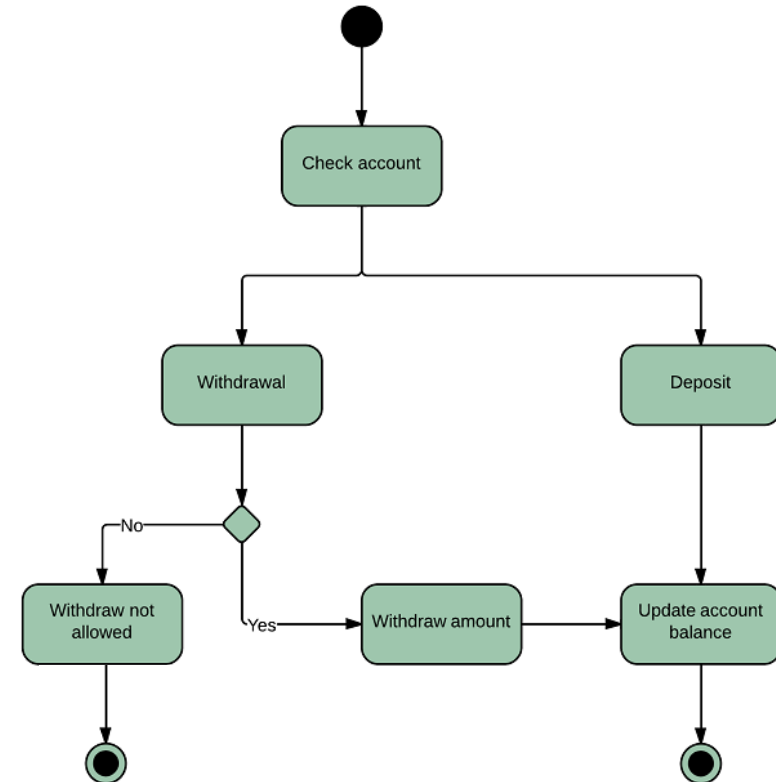 Check account
Withdrawal
Deposit
No
Withdraw not
allowed
Yes
Withdraw amount
Update account
balance